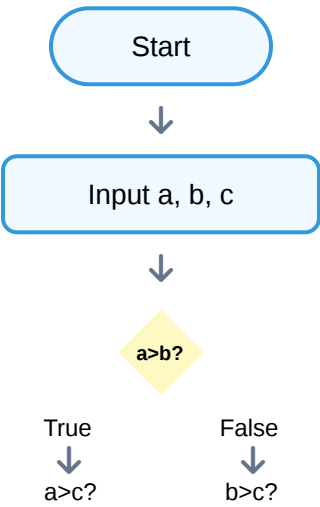 Start
Input a, b, c
a>b?
True
False
a>c?
b>c?